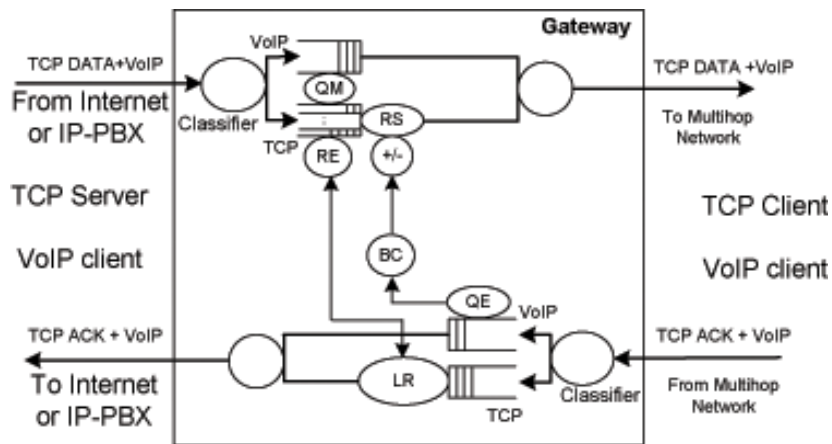 Gateway
VoIP
TCP DATA+VoIP
TCP DATA +VoIP
QM
From Internet
or IP-PBX
Classifier
RS
To Multihop
Network
TCP
RE
+/-
TCP Server
TCP Client
VoIP client
BC
VoIP client
QE
VoIP
TCP ACK + VoIP
TCP ACK + VoIP
LR
To Internet
or IP-PBX
Classifier
From Multihop
Network
TCP